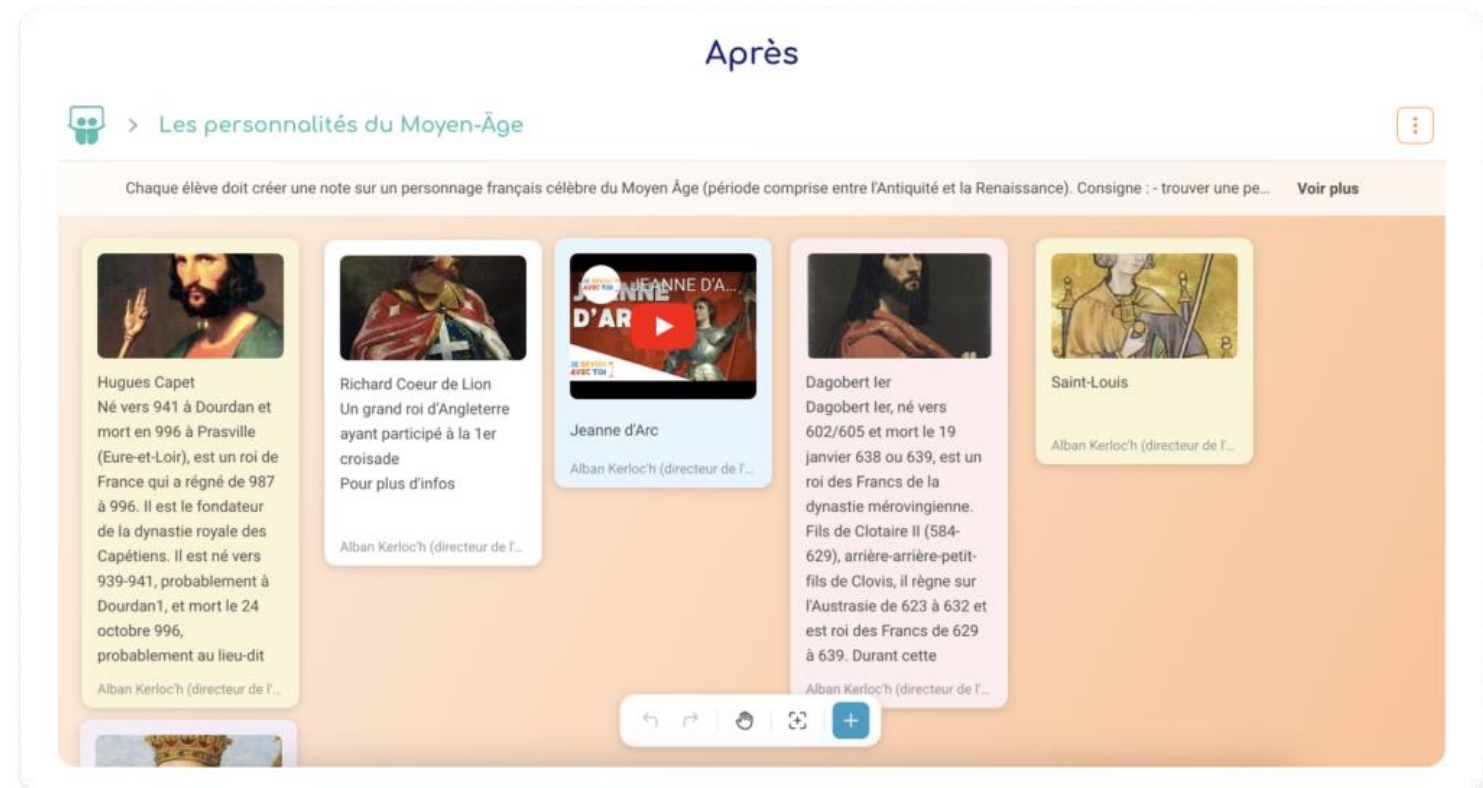 Après
> Les personnalités du Moyen-Âge
Chaque élève doit créer une note sur un personnage français célèbre du Moyen Âge (période comprise entre l'Antiquité et la Renaissance). Consigne : - trouver une pe... Voir plus
Hugues Capet
Né vers 941 à Dourdan et
mort en 996 à Prasville
(Eure-et-Loir), est un roi de
France qui a régné de 987
à 996. Il est le fondateur
de la dynastie royale des
Capétiens. Il est né vers
939-941, probablement à
Dourdan1, et mort le 24
octobre 996,
probablement au lieu-dit
Alban Kerloc'h (directeur de l'...
Richard Coeur de Lion
Un grand roi d'Angleterre
ayant participé à la 1er
croisade
Pour plus d'infos
Alban Kerloc'h (directeur de l'...
JEANNE D'A...
JEANNE
D'AR
JE RÉVISE
AVEC TOI
Jeanne d'Arc
Alban Kerloc'h (directeur de l'...
Dagobert Ier
Dagobert Ier, né vers
602/605 et mort le 19
janvier 638 ou 639, est un
roi des Francs de la
dynastie mérovingienne.
Fils de Clotaire II (584-
629), arrière-arrière-petit-
fils de Clovis, il règne sur
l'Austrasie de 623 à 632 et
est roi des Francs de 629
à 639. Durant cette
Alban Kerloc'h (directeur de l'...
Saint-Louis
Alban Kerloc'h (directeur de l'...